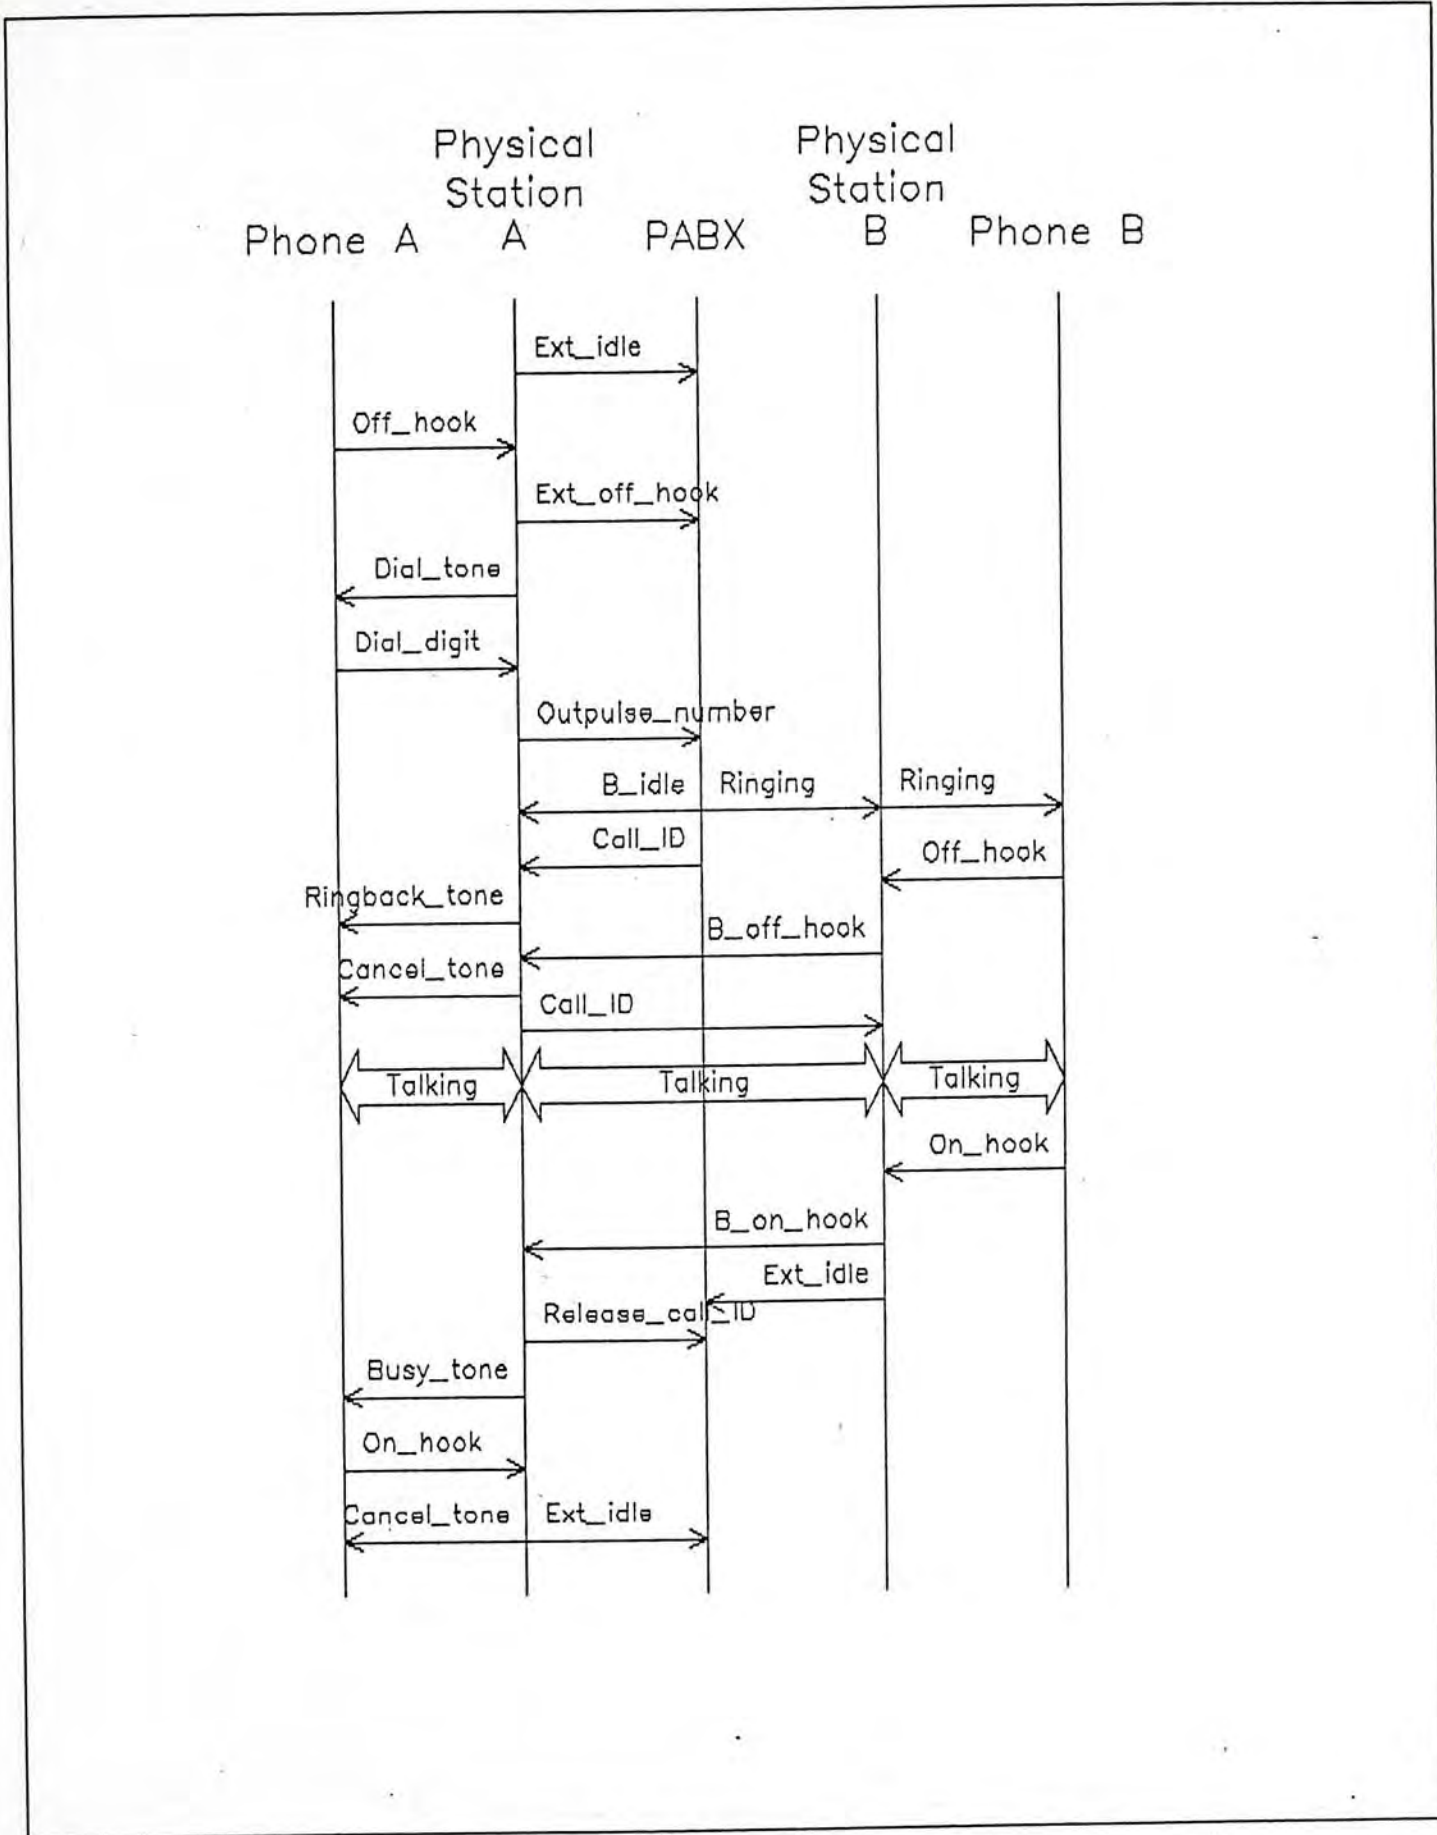 Physical Physical
Station Station
Phone A A PABX B Phone B
Ext_idle
Off_hook
Ext_off_hook
Dial_tone
Dial_digit
Outpulse_number
B_idle Ringing Ringing
Call_ID
Off_hook
Ringback_tone
B_off_hook
Cancel_tone
Call_ID
Talking Talking Talking
On_hook
B_on_hook
Ext_idle
Release_call_ID
Busy_tone
On_hook
Cancel_tone Ext_idle